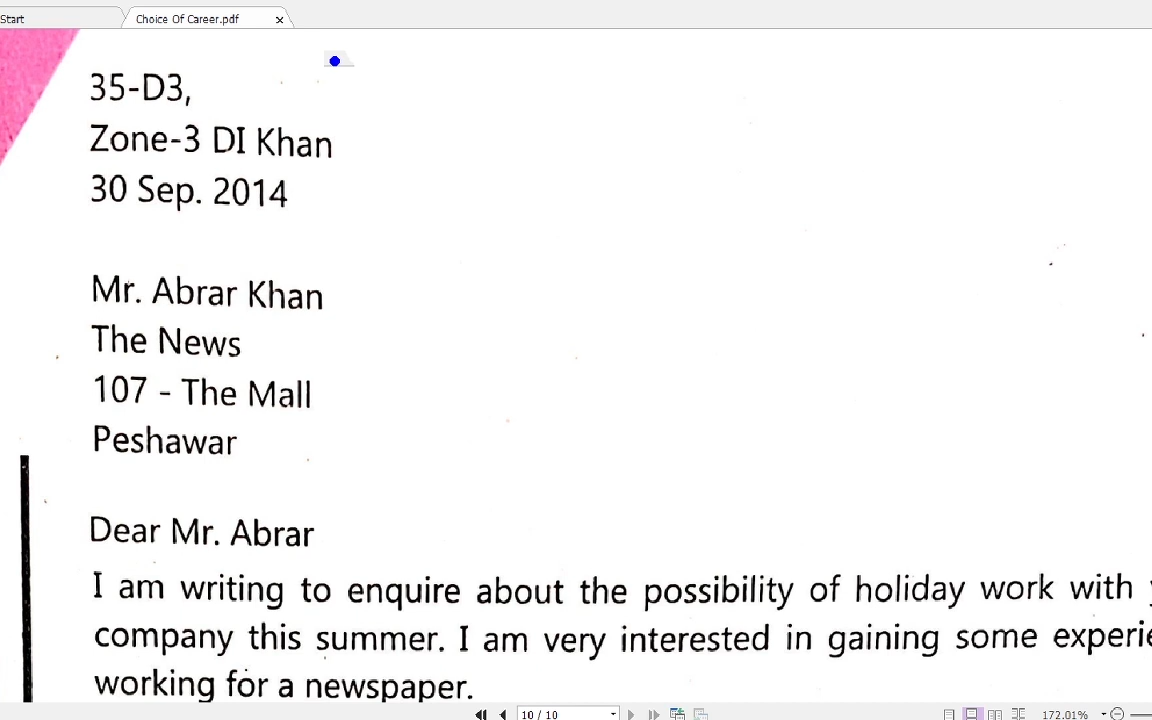 Start
Choice Of Career.pdf
35-D3,
Zone-3 DI Khan
30 Sep. 2014
Mr. Abrar Khan
The News
107 - The Mall
Peshawar
Dear Mr. Abrar
I am writing to enquire about the possibility of holiday work with
company this summer. I am very interested in gaining some
working for a newspaper.
10 / 10
172.01%